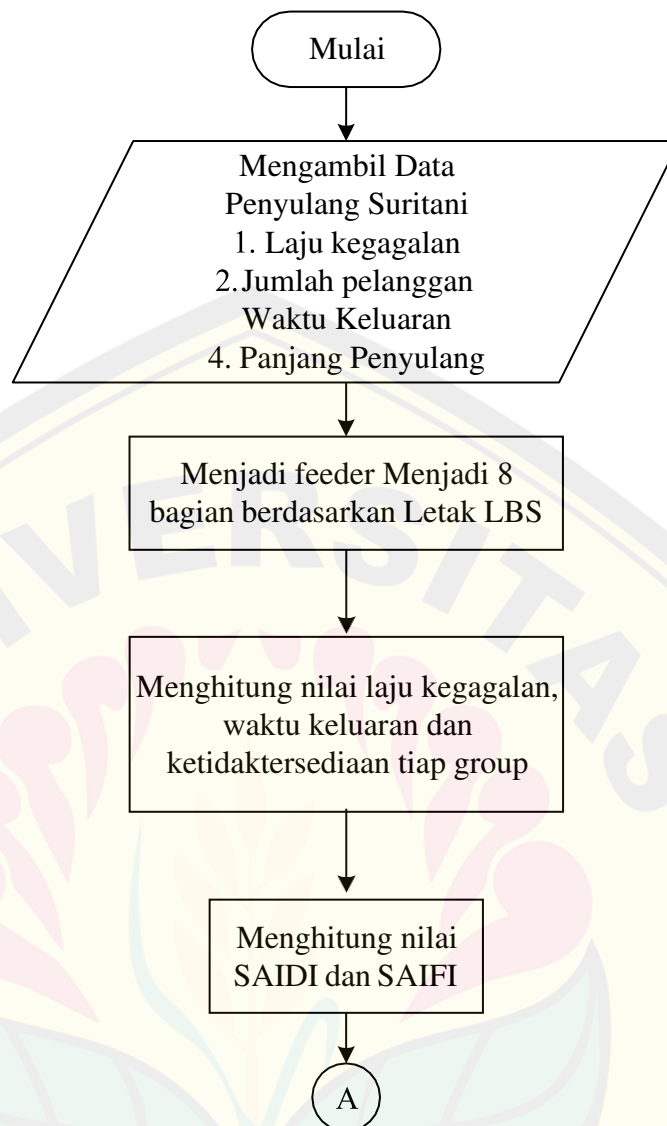 Mulai
Mengambil Data
Penyulang Suritani
1. Laju kegagalan
2. Jumlah pelanggan
Waktu Keluaran
4. Panjang Penyulang
Menjadi feeder Menjadi 8
bagian berdasarkan Letak LBS
Menghitung nilai laju kegagalan,
waktu keluaran dan
ketidaktersediaan tiap group
Menghitung nilai
SAIDI dan SAIFI
A
VERSITAS